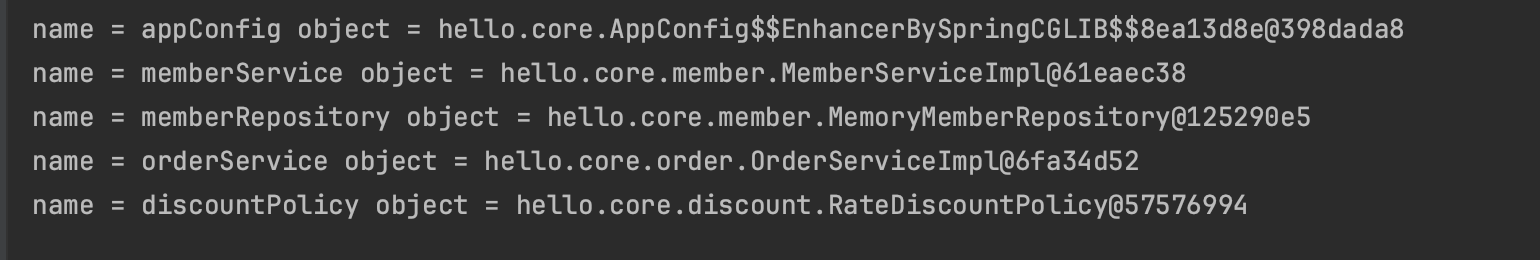 name = appConfig object = hello.core.AppConfig$$EnhancerBySpringCGLIB$$8ea13d8e@398dada8
name = memberService object = hello.core.member.MemberServiceImpl@61eaec38
name = memberRepository object = hello.core.member.MemoryMemberRepository@125290e5
name = orderService object = hello.core.order.OrderServiceImpl@6fa34d52
name = discountPolicy object = hello.core.discount.RateDiscountPolicy@57576994